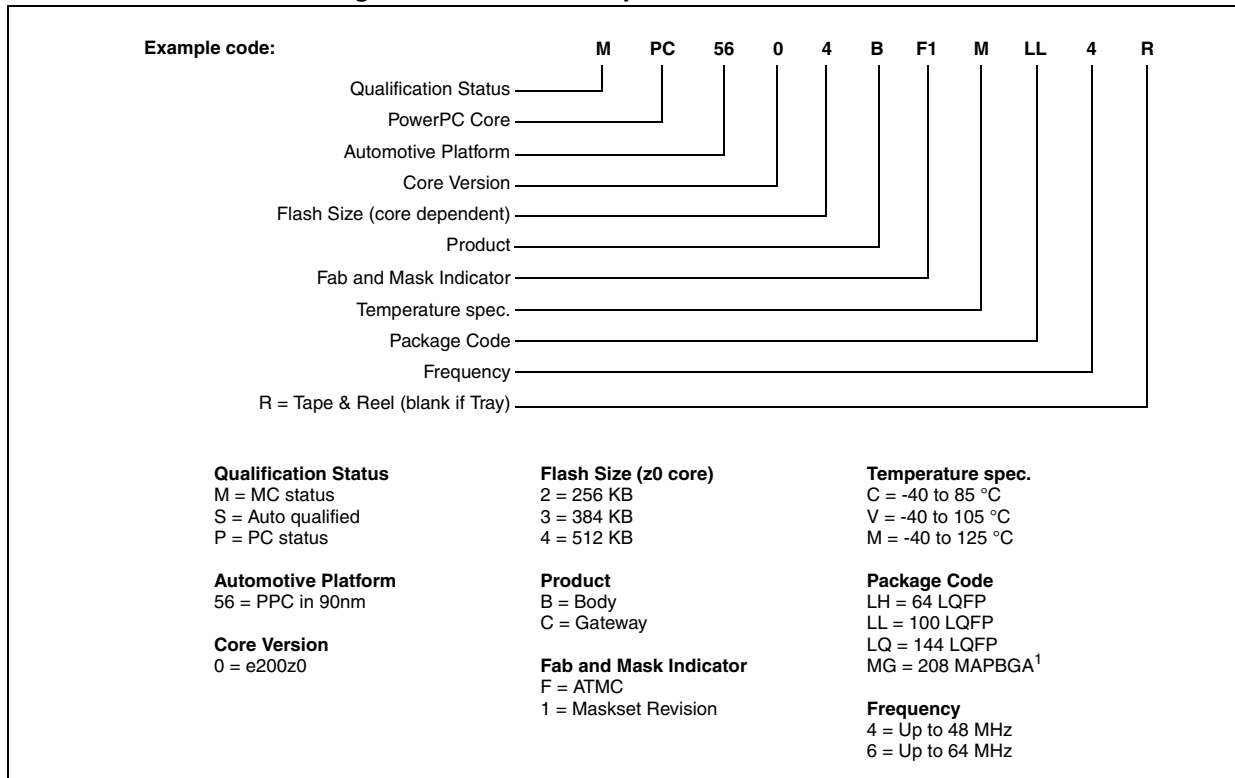 Example code: M PC 56 0 4 B F1 M LL 4 R
Qualification Status
PowerPC Core
Automotive Platform
Core Version
Flash Size (core dependent)
Product
Fab and Mask Indicator
Temperature spec.
Package Code
Frequency
R = Tape & Reel (blank if Tray)
Qualification Status
M = MC status
S = Auto qualified
P = PC status
Automotive Platform
56 = PPC in 90nm
Core Version
0 = e200z0
Flash Size (z0 core)
2 = 256 KB
3 = 384 KB
4 = 512 KB
Product
B = Body
C = Gateway
Fab and Mask Indicator
F = ATMC
1 = Maskset Revision
Temperature spec.
C = -40 to 85 °C
V = -40 to 105 °C
M = -40 to 125 °C
Package Code
LH = 64 LQFP
LL = 100 LQFP
LQ = 144 LQFP
MG = 208 MAPBGA1
Frequency
4 = Up to 48 MHz
6 = Up to 64 MHz